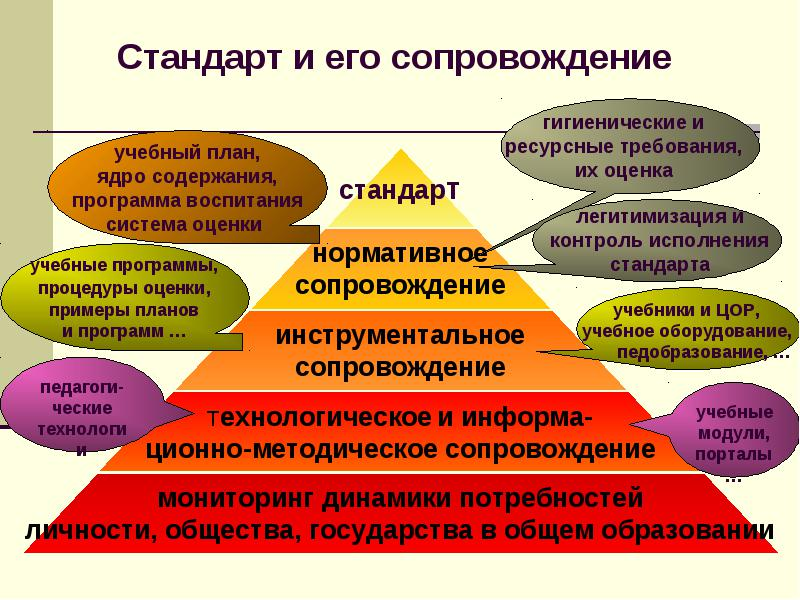 Стандарт и его сопровождение
учебный план,
ядро содержания,
программа воспитания
система оценки
гигиенические и
ресурсные требования,
их оценка
стандарт
легитимизация и
контроль исполнения
стандарта
нормативное
сопровождение
учебные программы,
процедуры оценки,
примеры планов
и программ ...
учебники и ЦОР,
учебное оборудование,
педобразование, ...
инструментальное
сопровождение
педагоги-
ческие
технологи
и
технологическое и информа-
ционно-методическое сопровождение
учебные
модули,
порталы
...
мониторинг динамики потребностей
личности, общества, государства в общем образовании